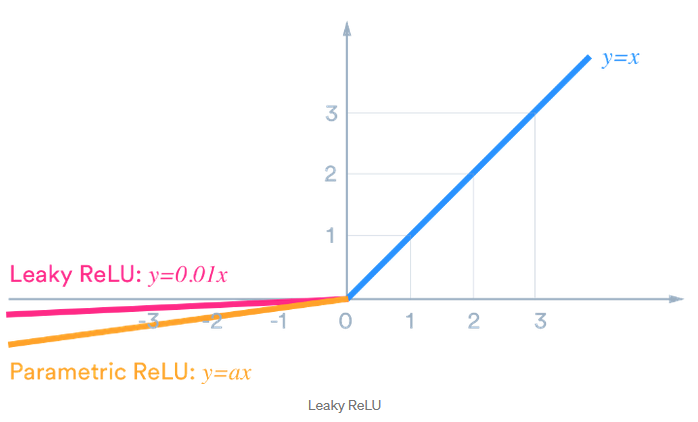 y=x
3
2
1
Leaky ReLU: y=0.01x
-3 -2 -1 0 1 2 3
Parametric ReLU: y=ax
Leaky ReLU